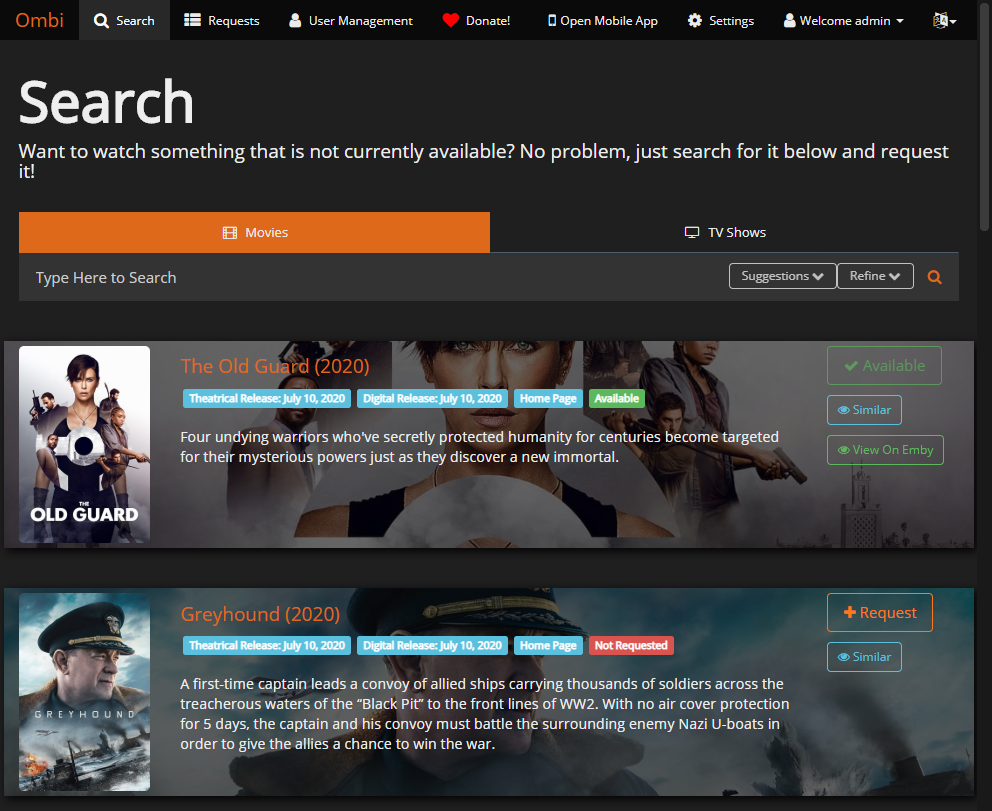 Ombi
Search
Requests
User Management
Donate!
Open Mobile App
Settings
Welcome admin
Search
Want to watch something that is not currently available? No problem, just search for it below and request
it!
Movies
TV Shows
Type Here to Search
Suggestions
Refine
The Old Guard (2020)
Theatrical Release: July 10, 2020
Digital Release: July 10, 2020
Home Page
Available
Four undying warriors who've secretly protected humanity for centuries become targeted
for their mysterious powers just as they discover a new immortal.
Available
Similar
View On Emby
THE
OLD GUARD
Greyhound (2020)
Theatrical Release: July 10, 2020
Digital Release: July 10, 2020
Home Page
Not Requested
A first-time captain leads a convoy of allied ships carrying thousands of soldiers across the
treacherous waters of the “Black Pit” to the front lines of WW2. With no air cover protection
for 5 days, the captain and his convoy must battle the surrounding enemy Nazi U-boats in
order to give the allies a chance to win the war.
Request
Similar
GREYHOUND